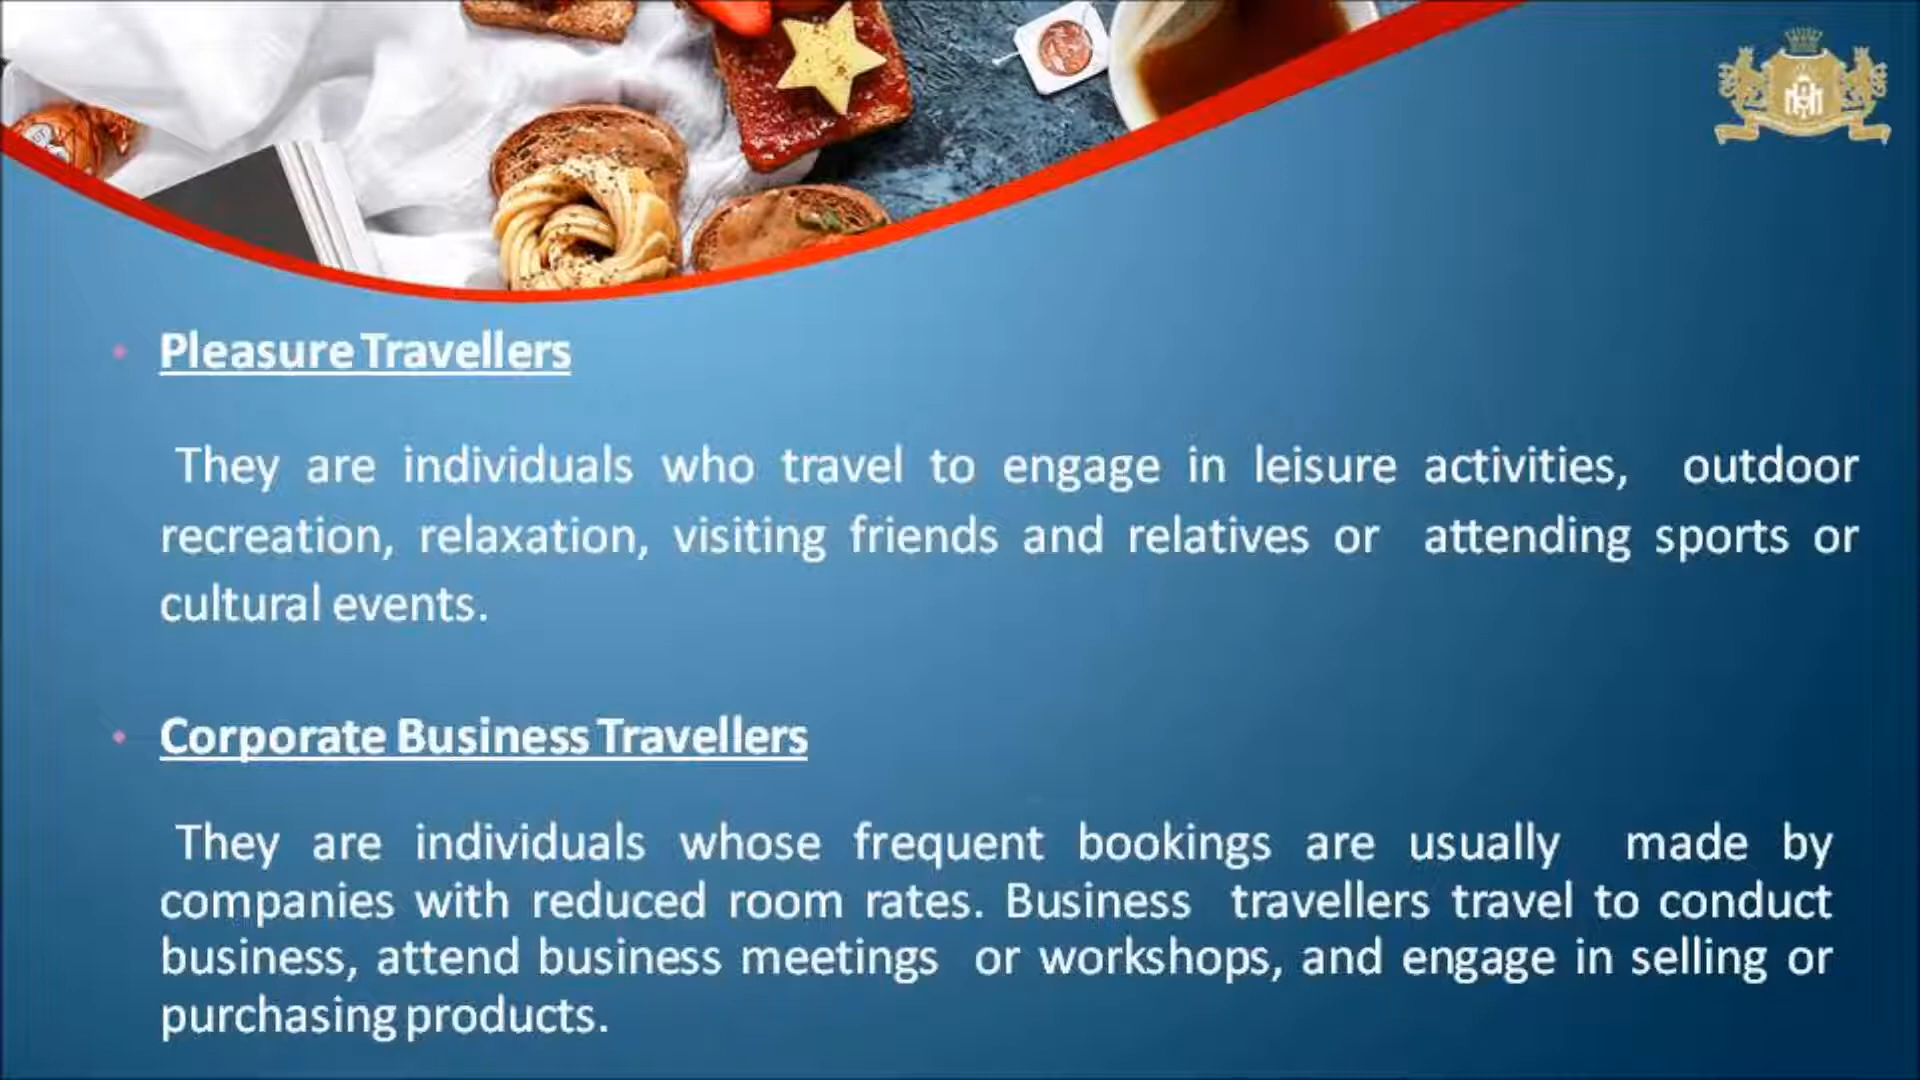 Pleasure Travellers
They are individuals who travel to engage in leisure activities, outdoor
recreation, relaxation, visiting friends and relatives or attending sports or
cultural events.
Corporate Business Travellers
They are individuals whose frequent bookings are usually made by
companies with reduced room rates. Business travellers travel to conduct
business, attend business meetings or workshops, and engage in selling or
purchasing products.